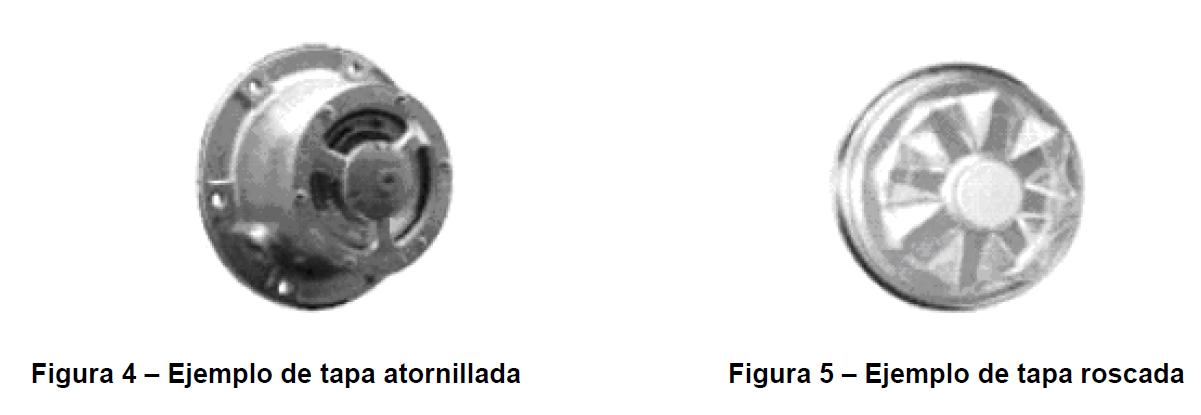 Figura 4 – Ejemplo de tapa atornillada
Figura 5 – Ejemplo de tapa roscada